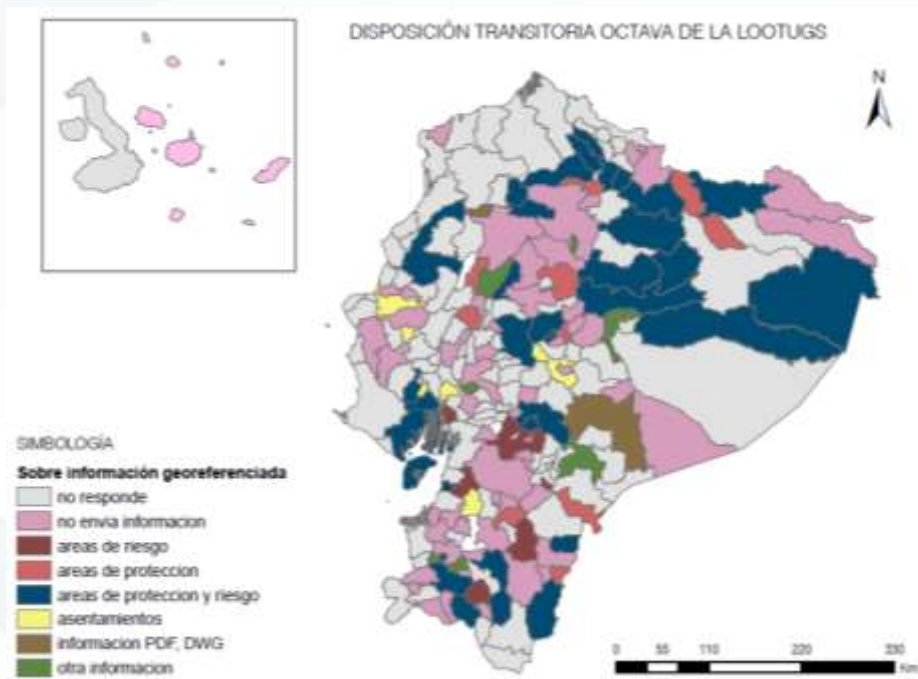 DISPOSICIÓN TRANSITORIA OCTAVA DE LA LOOTUGS
N
SIMBOLOGÍA
Sobre información georeferenciada
no responde
no envia informacion
areas de riesgo
areas de proteccion
areas de proteccion y riesgo
asentamientos
informacion PDF, DWG
otra informacion
0 55 110 220 330
Km